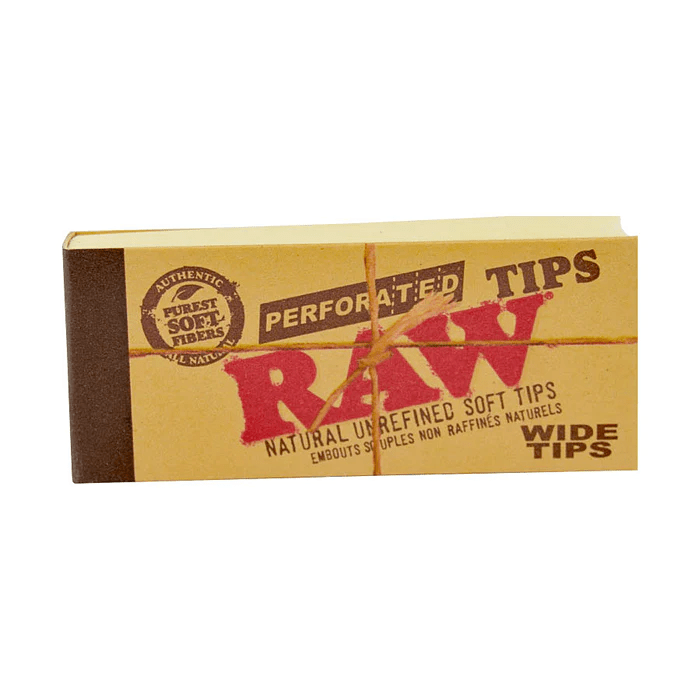 AUTHENTIC
PUREST
SOFT
FIBERS
ALL NATURAL
PERFORATED TIPS
RAW®
NATURAL UNREFINED SOFT TIPS
EMBOUTS SOUPLES NON RAFFINÉS NATURELS
WIDE
TIPS